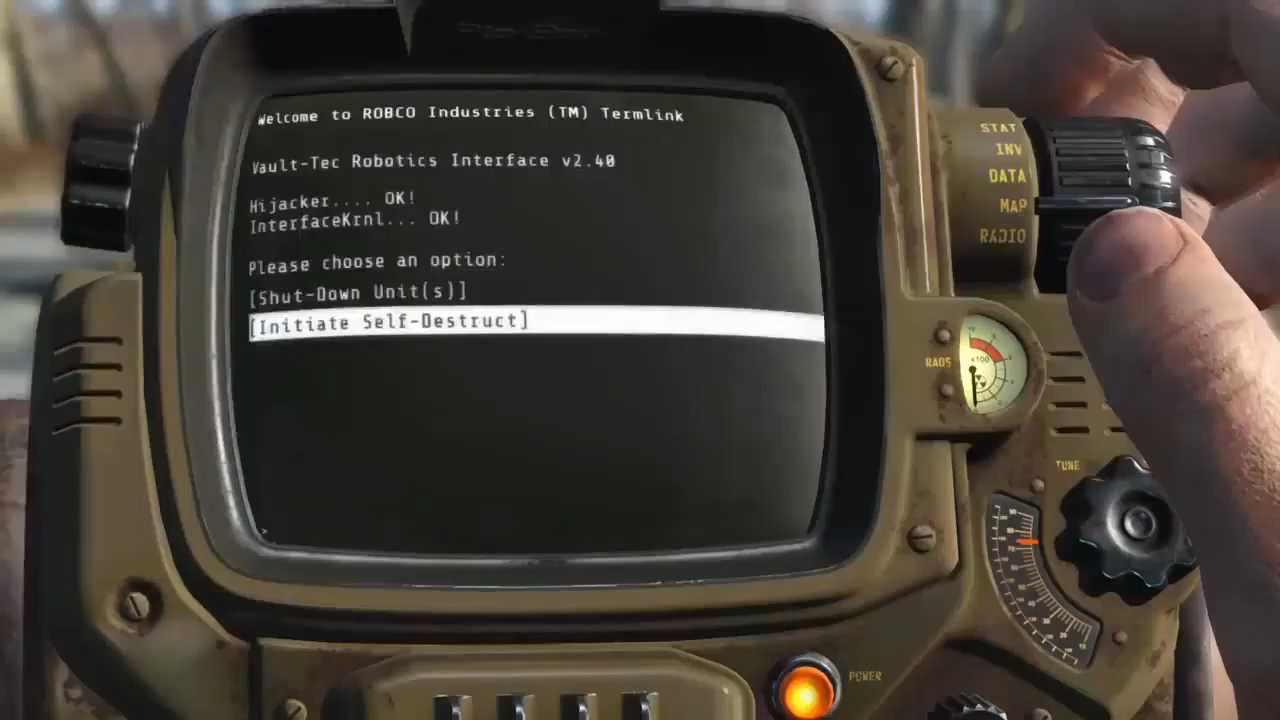 Welcome to ROBCO Industries (TM) Termlink
Vault-Tec Robotics Interface v2.40
Hijacker.... OK!
InterfaceKrnl... OK!
Please choose an option:
[Shut-Down Unit(s)]
[Initiate Self-Destruct]
>
STAT
INV
DATA
MAP
RADIO
RADS
x100
TUNE
POWER